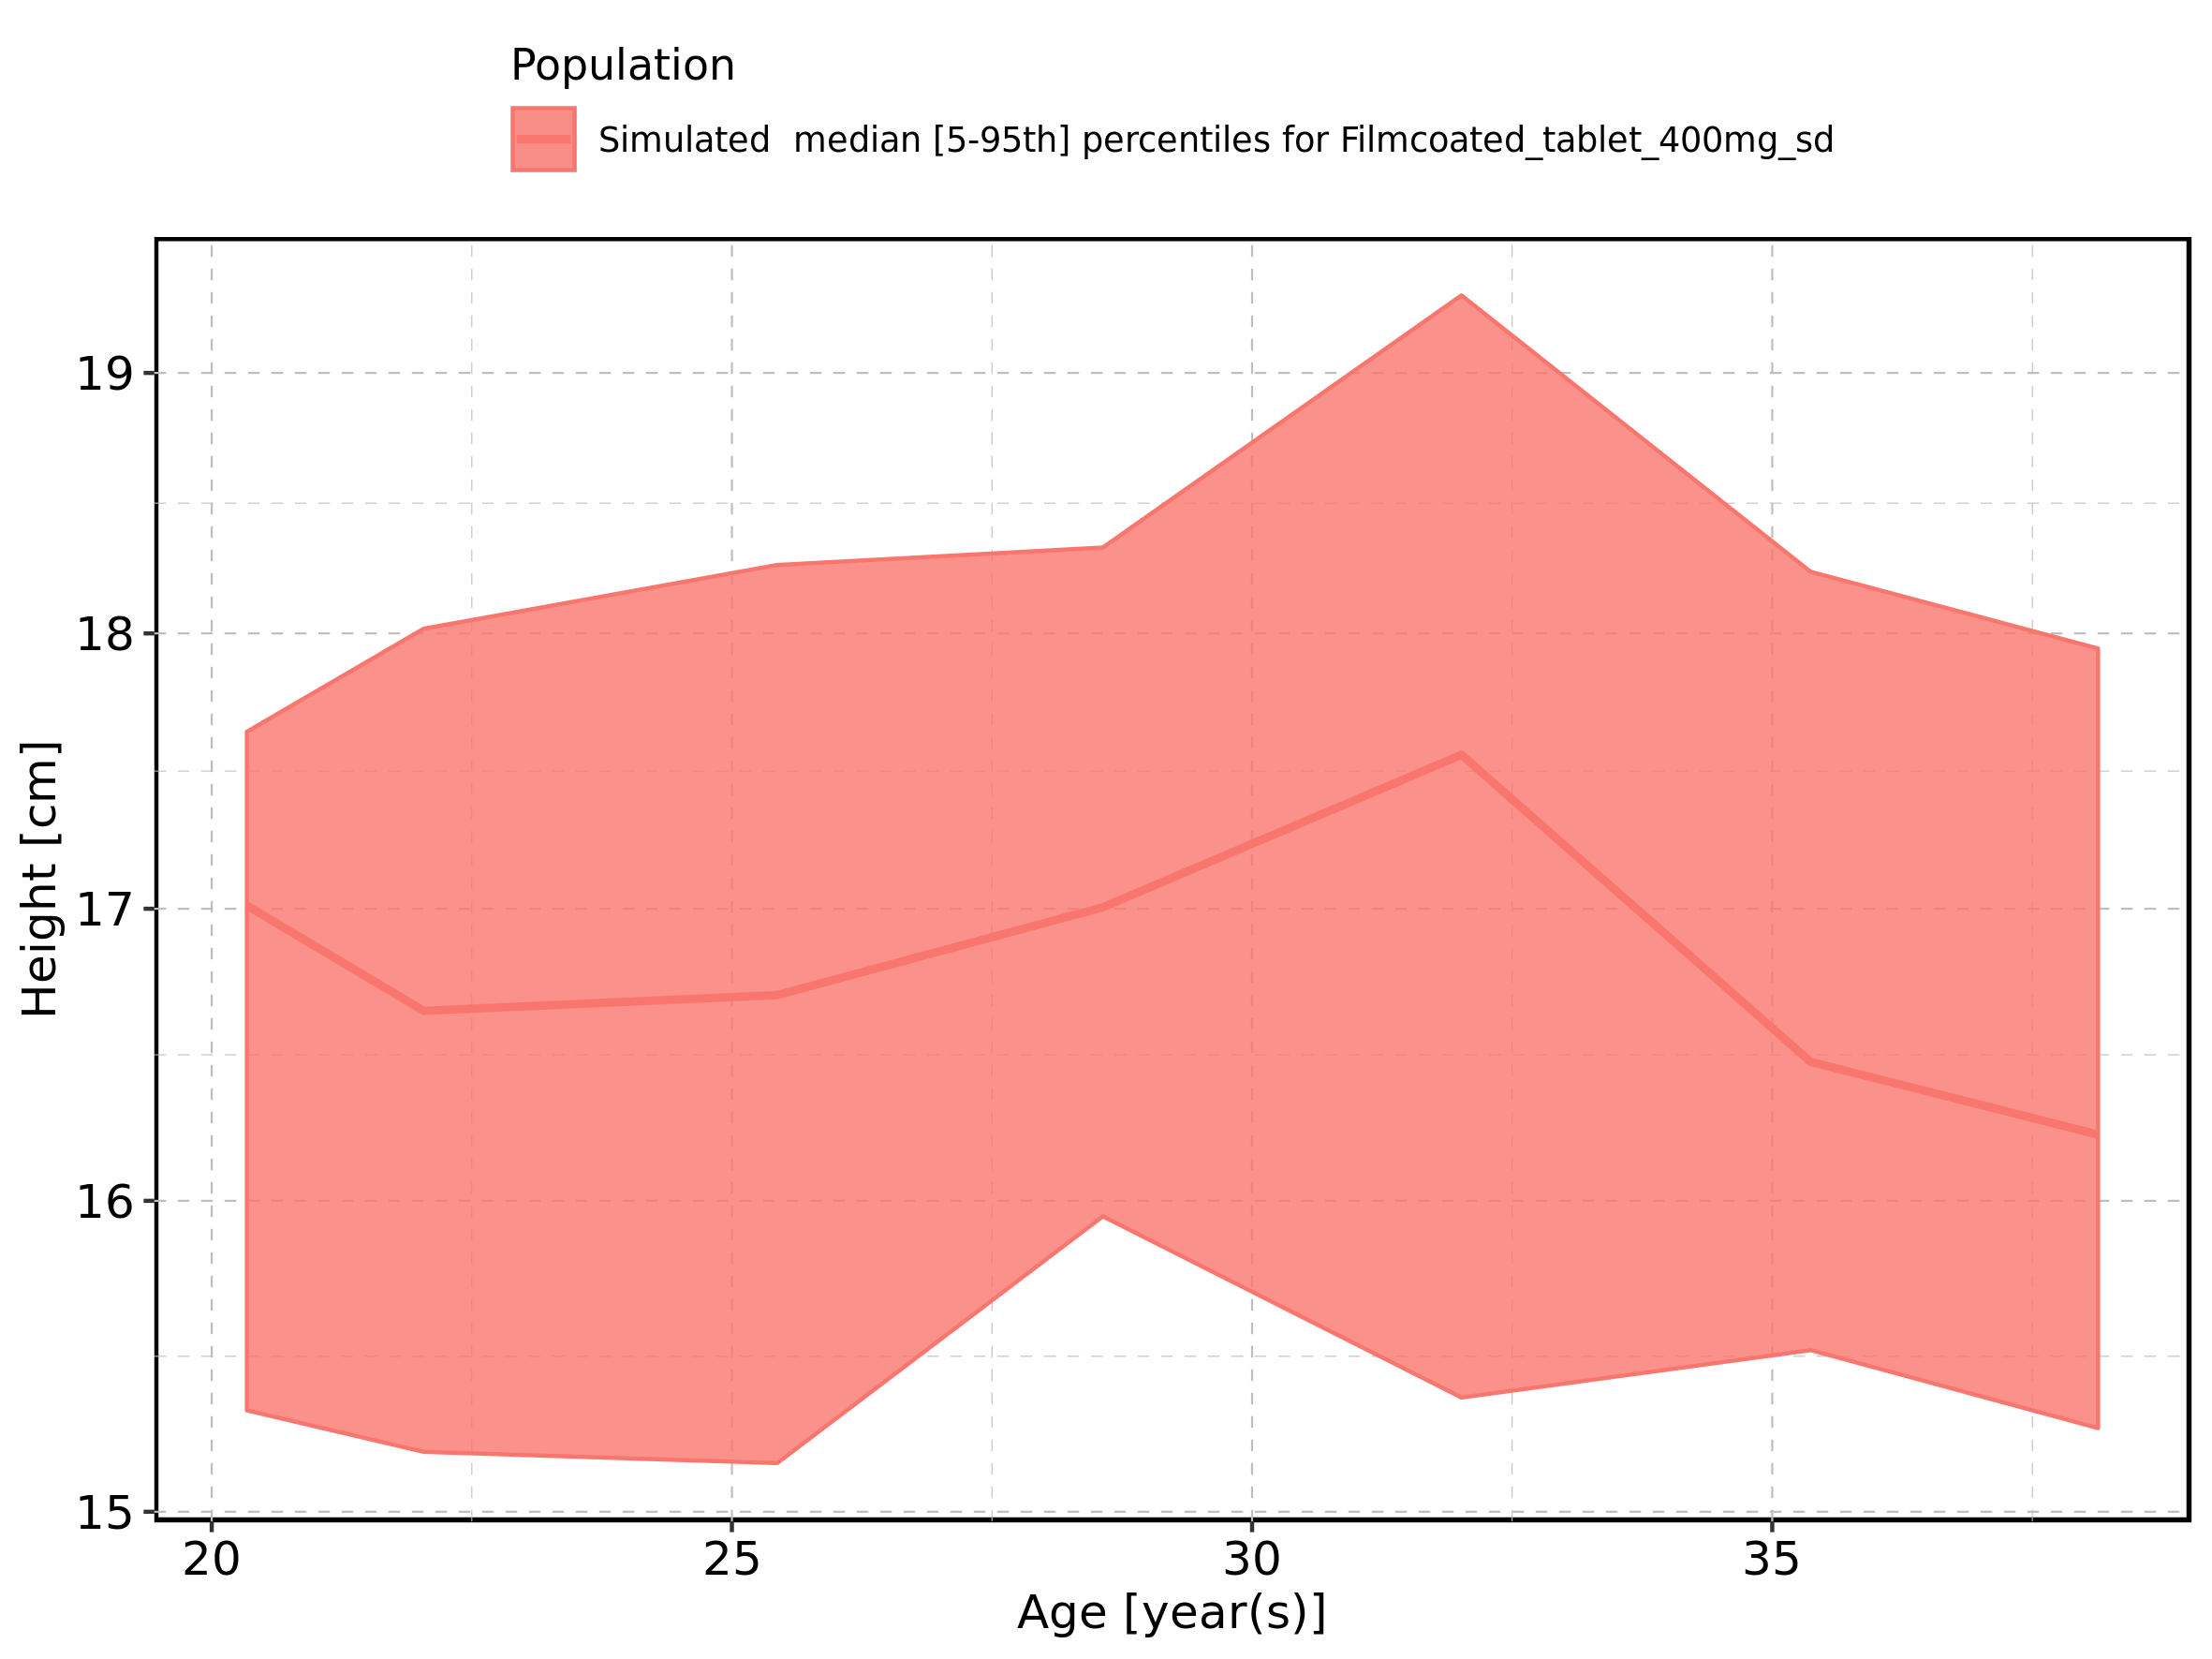 Population
Simulated  median [5-95th] percentiles for Filmcoated_tablet_400mg_sd
19
18
17
16
15
Height [cm]
20 25 30 35
Age [year(s)]